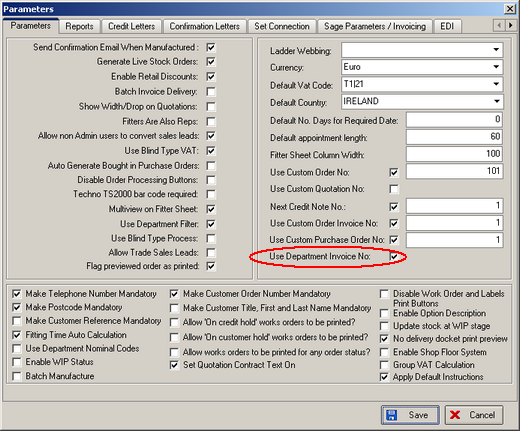 Parameters
Parameters Reports Credit Letters Confirmation Letters Set Connection Sage Parameters / Invoicing EDI
Send Confirmation Email When Manufactured :
Generate Live Stock Orders:
Enable Retail Discounts:
Batch Invoice Delivery:
Show Width/Drop on Quotations:
Fitters Are Also Reps:
Allow non Admin users to convert sales leads:
Use Blind Type VAT:
Auto Generate Bought in Purchase Orders:
Disable Order Processing Buttons:
Techno TS2000 bar code required:
Multiview on Fitter Sheet:
Use Department Filter:
Use Blind Type Process:
Allow Trade Sales Leads:
Flag previewed order as printed:
Ladder Webbing:
Currency: Euro
Default Vat Code: T1|21
Default Country: IRELAND
Default No. Days for Required Date: 0
Default appointment length: 60
Fitter Sheet Column Width: 100
Use Custom Order No: 101
Use Custom Quotation No:
Next Credit Note No.: 1
Use Custom Order Invoice No: 1
Use Custom Purchase Order No: 1
Use Department Invoice No:
Make Telephone Number Mandatory
Make Postcode Mandatory
Make Customer Reference Mandatory
Fitting Time Auto Calculation
Use Department Nominal Codes
Enable WIP Status
Batch Manufacture
Make Customer Order Number Mandatory
Make Customer Title, First and Last Name Mandatory
Allow 'On credit hold' works orders to be printed?
Allow 'On customer hold' works orders to be printed?
Allow works orders to be printed for any order status?
Set Quotation Contract Text On
Disable Work Order and Labels
Print Buttons
Enable Option Description
Update stock at WIP stage
No delivery docket print preview
Enable Shop Floor System
Group VAT Calculation
Apply Default Instructions
Save Cancel